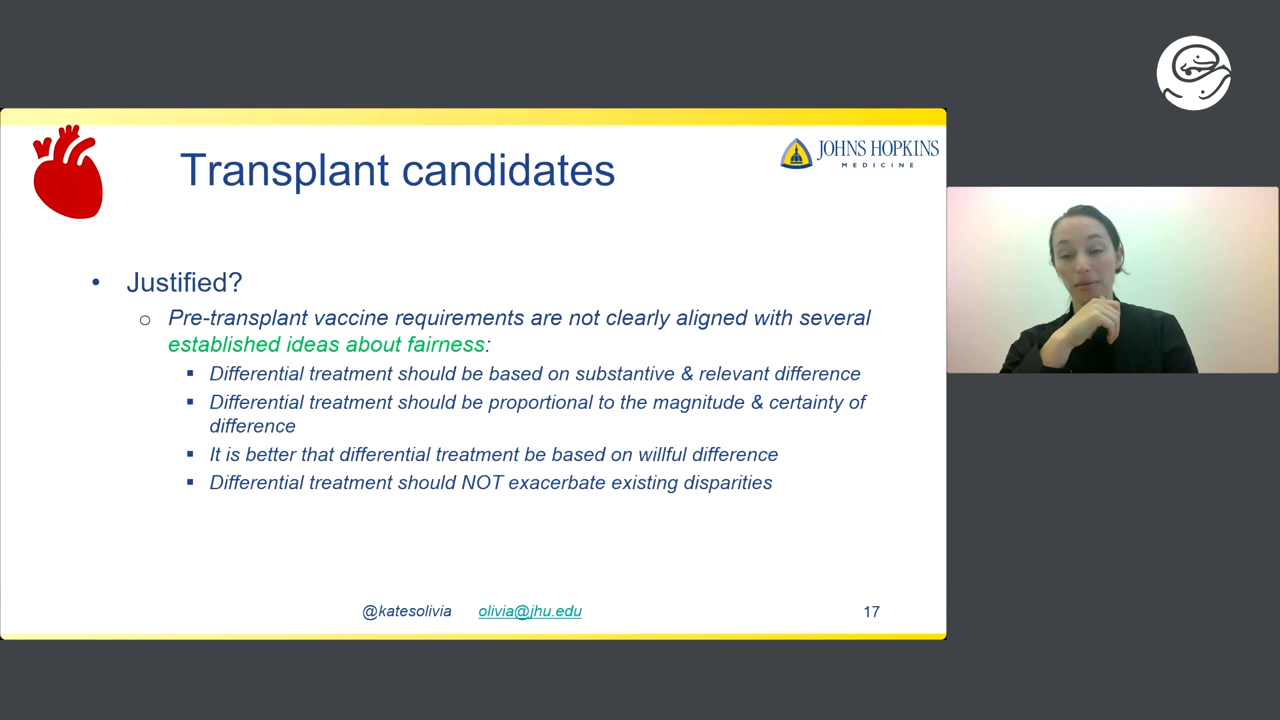 Transplant candidates
JOHNS HOPKINS
MEDICINE
• Justified?
o Pre-transplant vaccine requirements are not clearly aligned with several
established ideas about fairness:
▪ Differential treatment should be based on substantive & relevant difference
▪ Differential treatment should be proportional to the magnitude & certainty of
difference
▪ It is better that differential treatment be based on willful difference
▪ Differential treatment should NOT exacerbate existing disparities
@katesolivia olivia@jhu.edu 17